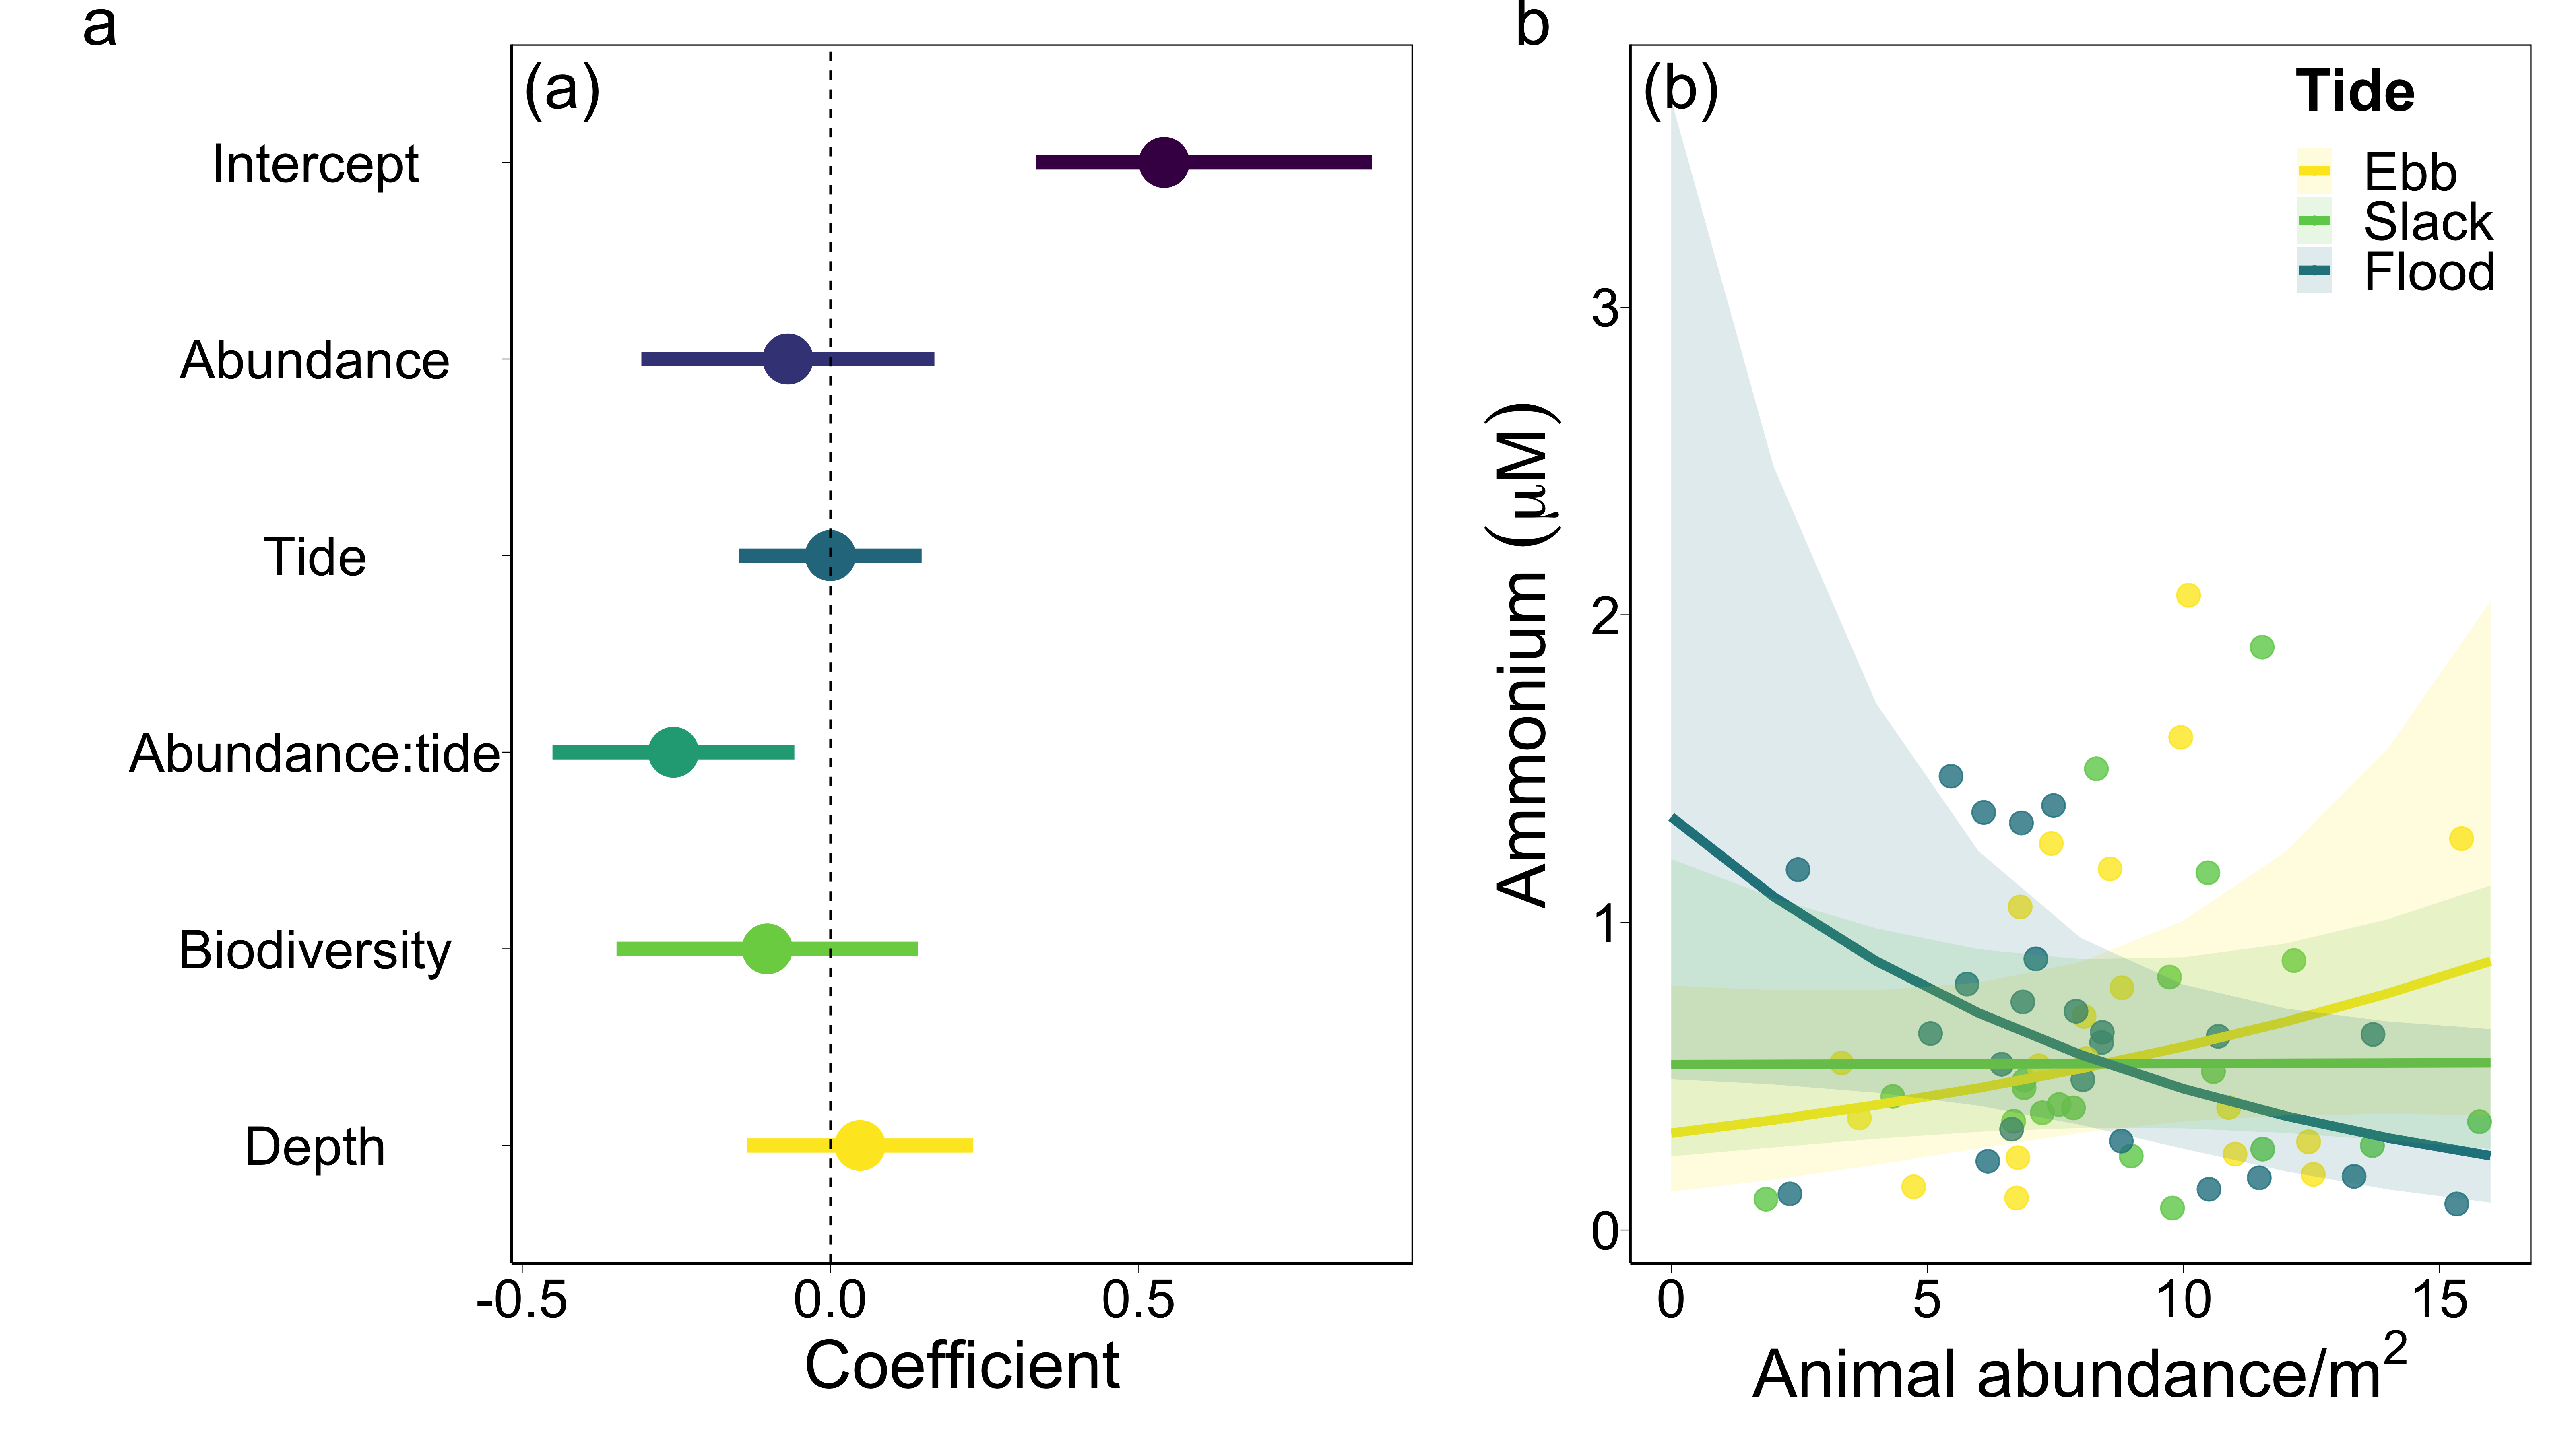 a
(a)
Intercept
Abundance
Tide
Abundance:tide
Biodiversity
Depth
-0.5 0.0 0.5
Coefficient
b
(b)
Tide
Ebb
Slack
Flood
3
2
1
0
Ammonium (μM)
0 5 10 15
Animal abundance/m²